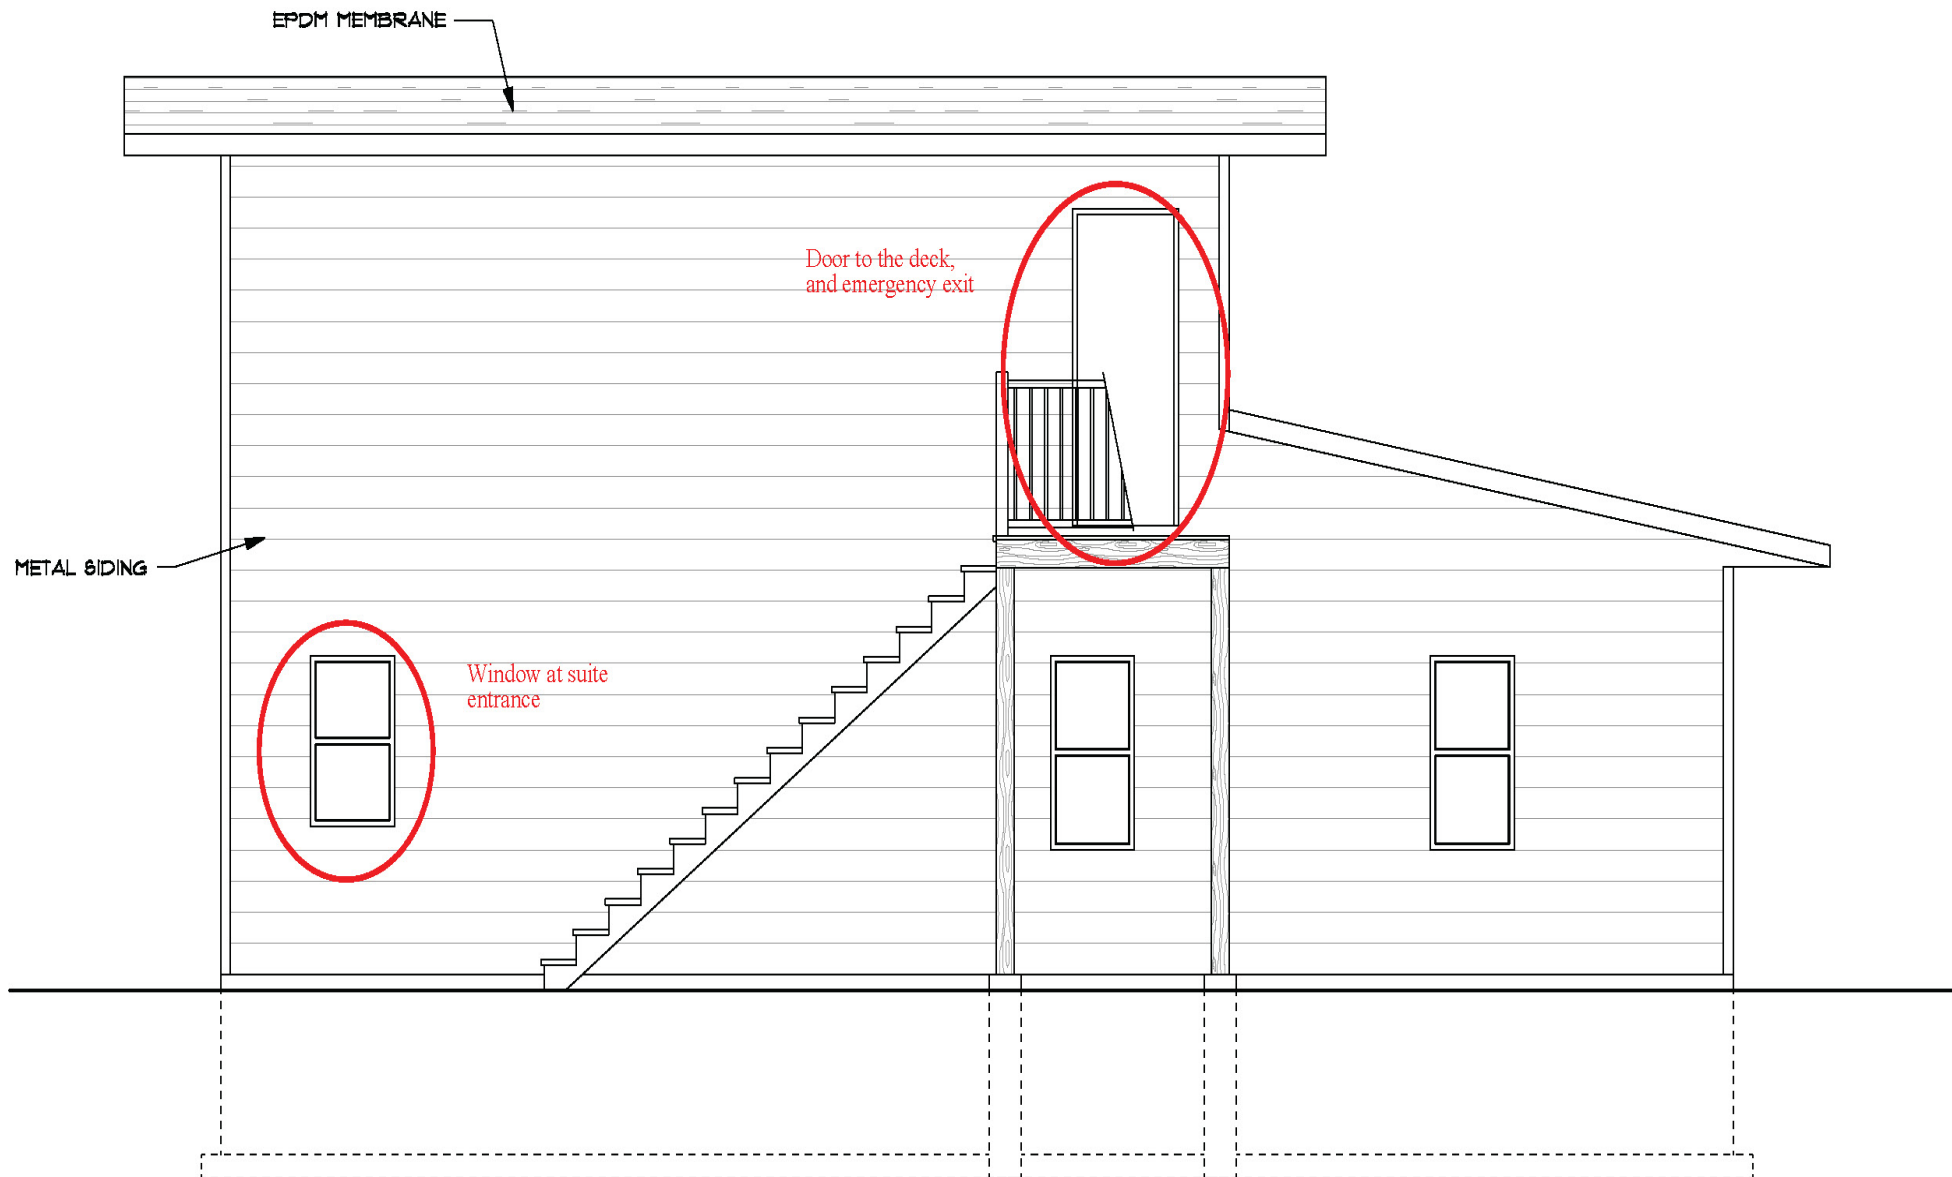 EPDM MEMBRANE
Door to the deck,
and emergency exit
METAL SIDING
Window at suite
entrance